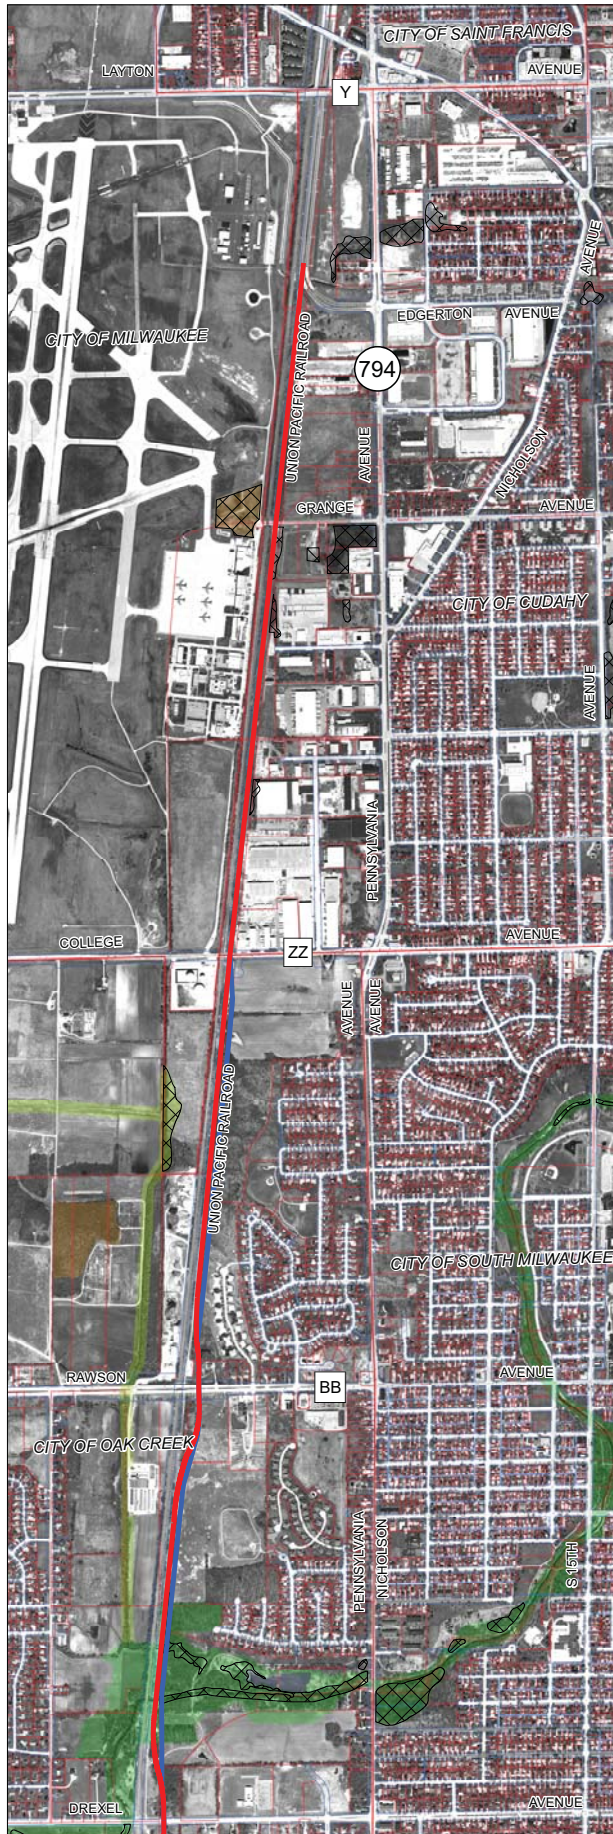 CITY OF SAINT FRANCIS
LAYTON
AVENUE
Y
AVENUE
CITY OF MILWAUKEE
EDGERTON
AVENUE
UNION PACIFIC RAILROAD
794
AVENUE
NICHOLSON
GRANGE
AVENUE
CITY OF CUDAHY
AVENUE
PENNSYLVANIA
COLLEGE
AVENUE
ZZ
AVENUE
AVENUE
UNION PACIFIC RAILROAD
CITY OF SOUTH MILWAUKEE
RAWSON
AVENUE
BB
CITY OF OAK CREEK
PENNSYLVANIA
NICHOLSON
S 15TH
DREXEL
AVENUE